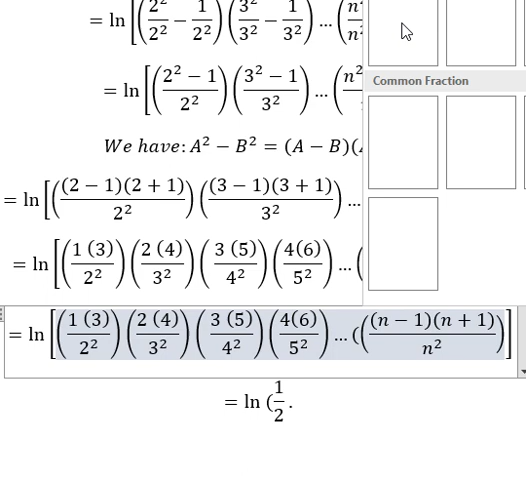 = ln [(2²/2² − 1/2²)(3²/3² − 1/3²)...(
= ln [((2² − 1)/2²)((3² − 1)/3²)...(
Common Fraction
We have: A² − B² = (A − B)(
= ln [((2 − 1)(2 + 1)/2²)((3 − 1)(3 + 1)/3²)...
= ln [(1 (3)/2²)(2 (4)/3²)(3 (5)/4²)(4(6)/5²)...(
= ln [(1 (3)/2²)(2 (4)/3²)(3 (5)/4²)(4(6)/5²)...(((n − 1)(n + 1)/n²)]
= ln (1/2 .